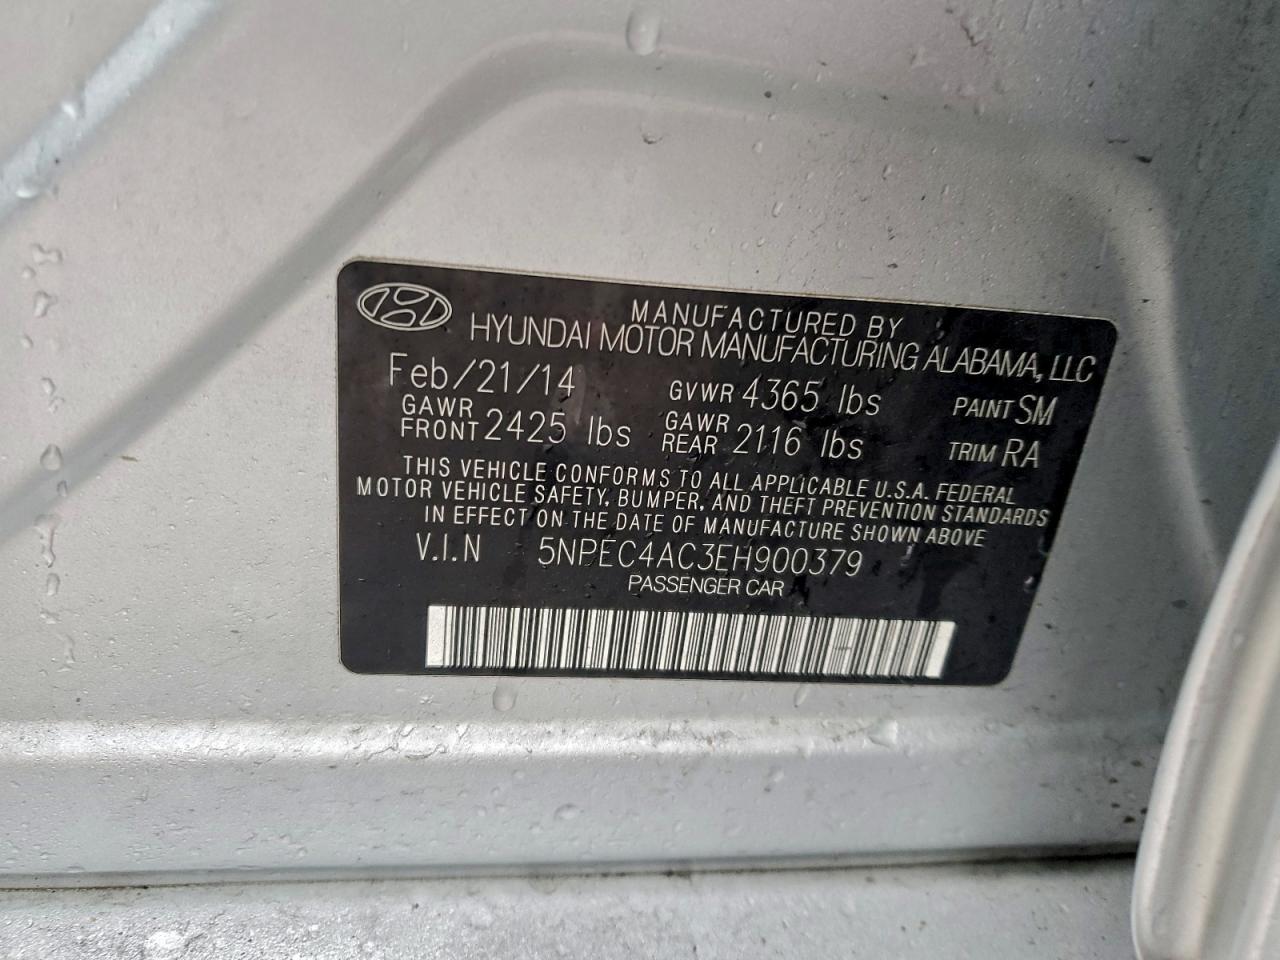 MANUFACTURED BY
HYUNDAI MOTOR MANUFACTURING ALABAMA, LLC
Feb/21/14 GVWR 4365 lbs PAINT SM
GAWR FRONT 2425 lbs GAWR REAR 2116 lbs TRIM RA
THIS VEHICLE CONFORMS TO ALL APPLICABLE U.S.A. FEDERAL
MOTOR VEHICLE SAFETY, BUMPER, AND THEFT PREVENTION STANDARDS
IN EFFECT ON THE DATE OF MANUFACTURE SHOWN ABOVE
V.I.N 5NPEC4AC3EH900379
PASSENGER CAR